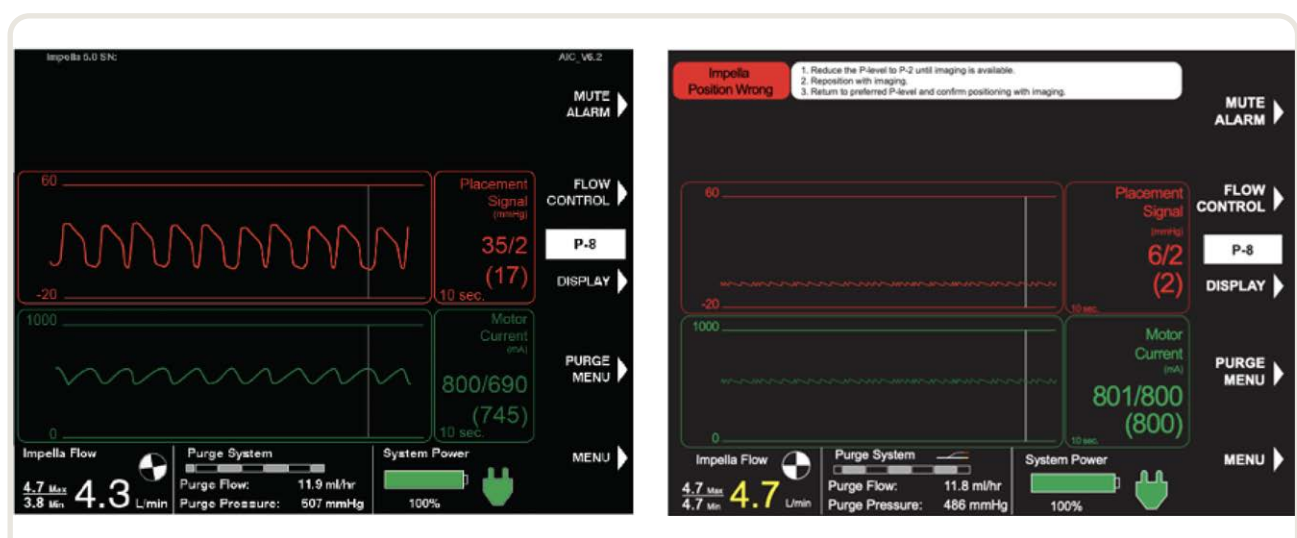 Impella 5.0 SN:
AIC_V6.2
MUTE
ALARM
60
Placement
Signal
(mmHg)
35/2
(17)
-20
10 sec.
FLOW
CONTROL
P-8
DISPLAY
1000
Motor
Current
(mA)
800/690
(745)
0
10 sec.
PURGE
MENU
Impella Flow
4.7 Max
3.8 Min
4.3 L/min
Purge System
Purge Flow: 11.9 ml/hr
Purge Pressure: 507 mmHg
System Power
100%
MENU
Impella
Position Wrong
1. Reduce the P-level to P-2 until imaging is available.
2. Reposition with imaging.
3. Return to preferred P-level and confirm positioning with imaging.
MUTE
ALARM
60
Placement
Signal
(mmHg)
6/2
(2)
-20
10 sec.
FLOW
CONTROL
P-8
DISPLAY
1000
Motor
Current
(mA)
801/800
(800)
0
10 sec.
PURGE
MENU
Impella Flow
4.7 Max
4.7 Min
4.7 L/min
Purge System
Purge Flow: 11.8 ml/hr
Purge Pressure: 486 mmHg
System Power
100%
MENU